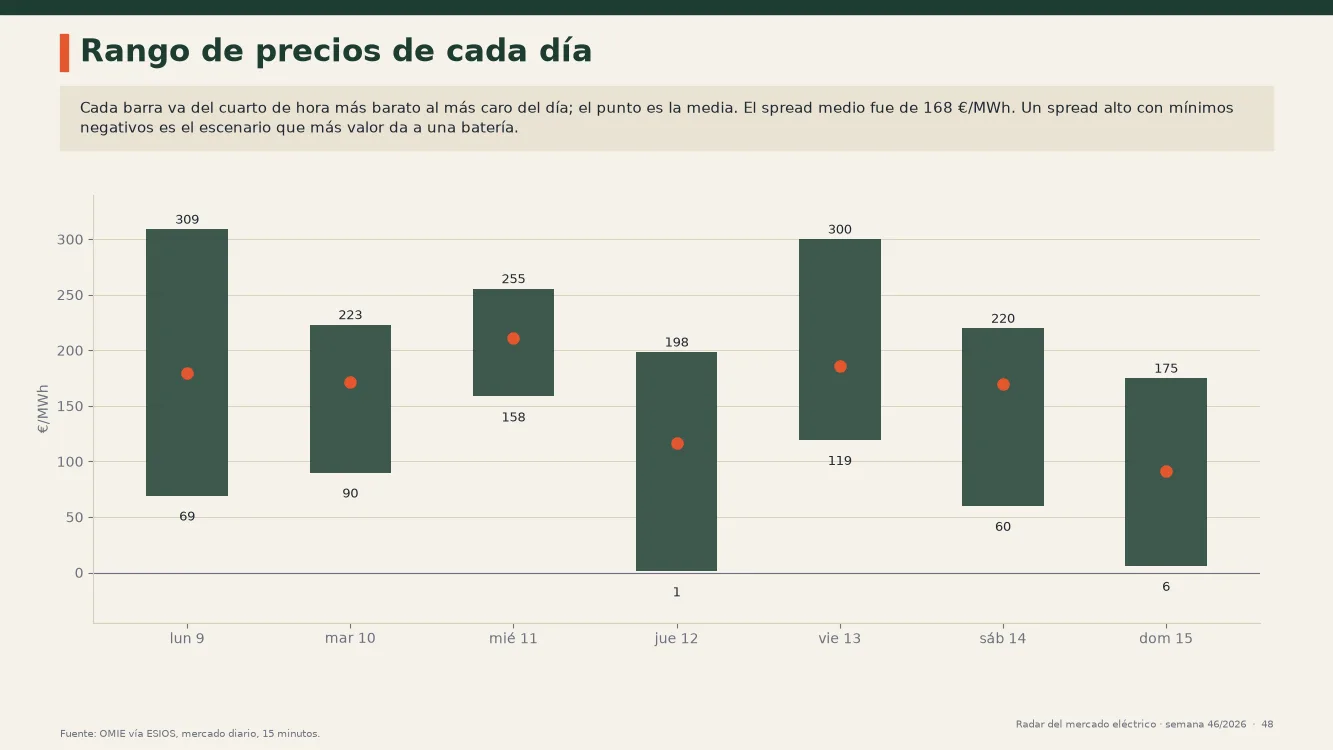 Rango de precios de cada día
Cada barra va del cuarto de hora más barato al más caro del día; el punto es la media. El spread medio fue de 168 €/MWh. Un spread alto con mínimos
negativos es el escenario que más valor da a una batería.
€/MWh
300
250
200
150
100
50
0
309
69
223
90
255
158
198
1
300
119
220
60
175
6
lun 9
mar 10
mié 11
jue 12
vie 13
sáb 14
dom 15
Fuente: OMIE vía ESIOS, mercado diario, 15 minutos.
Radar del mercado eléctrico · semana 46/2026 · 48